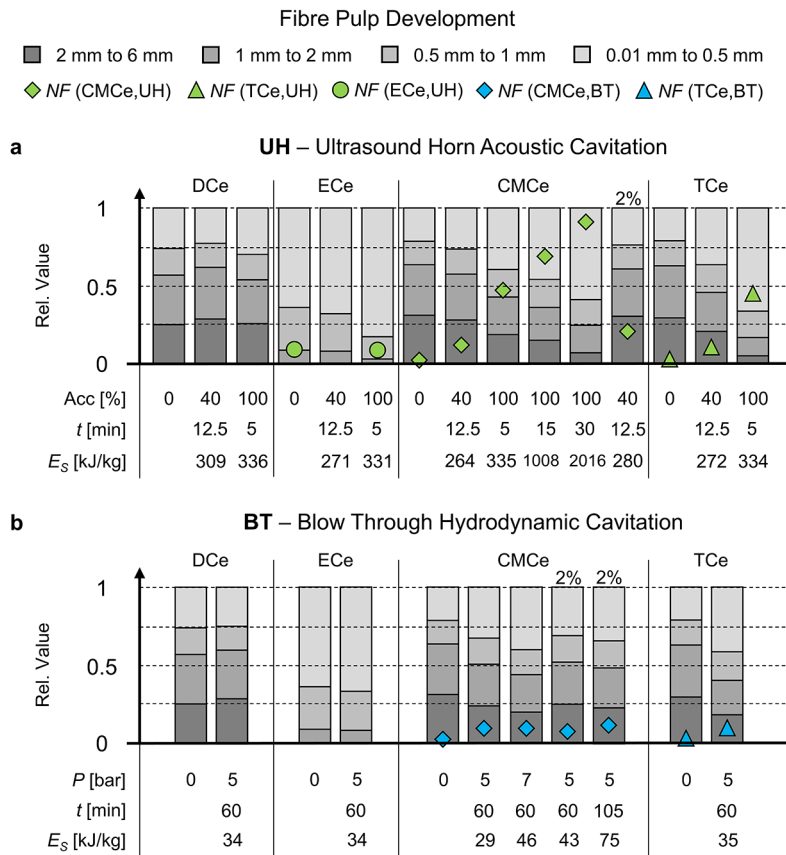 Fibre Pulp Development
2 mm to 6 mm 1 mm to 2 mm 0.5 mm to 1 mm 0.01 mm to 0.5 mm
NF (CMCe,UH) NF (TCe,UH) NF (ECe,UH) NF (CMCe,BT) NF (TCe,BT)
a UH – Ultrasound Horn Acoustic Cavitation
DCe ECe CMCe TCe
2%
1
0.5
0
Rel. Value
Acc [%] 0 40 100 0 40 100 0 40 100 100 100 40 0 40 100
t [min] 12.5 5 12.5 5 12.5 5 15 30 12.5 12.5 5
ES [kJ/kg] 309 336 271 331 264 335 1008 2016 280 272 334
b BT – Blow Through Hydrodynamic Cavitation
DCe ECe CMCe TCe
2% 2%
1
0.5
0
Rel. Value
P [bar] 0 5 0 5 0 5 7 5 5 0 5
t [min] 60 60 60 60 60 105 60
ES [kJ/kg] 34 34 29 46 43 75 35